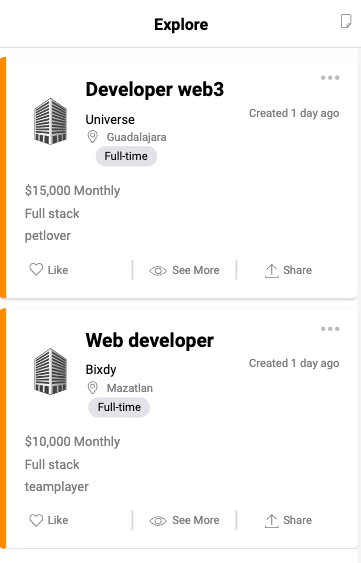 Explore
Developer web3
Universe
Created 1 day ago
Guadalajara
Full-time
$15,000 Monthly
Full stack
petlover
Like
See More
Share
Web developer
Bixdy
Created 1 day ago
Mazatlan
Full-time
$10,000 Monthly
Full stack
teamplayer
Like
See More
Share